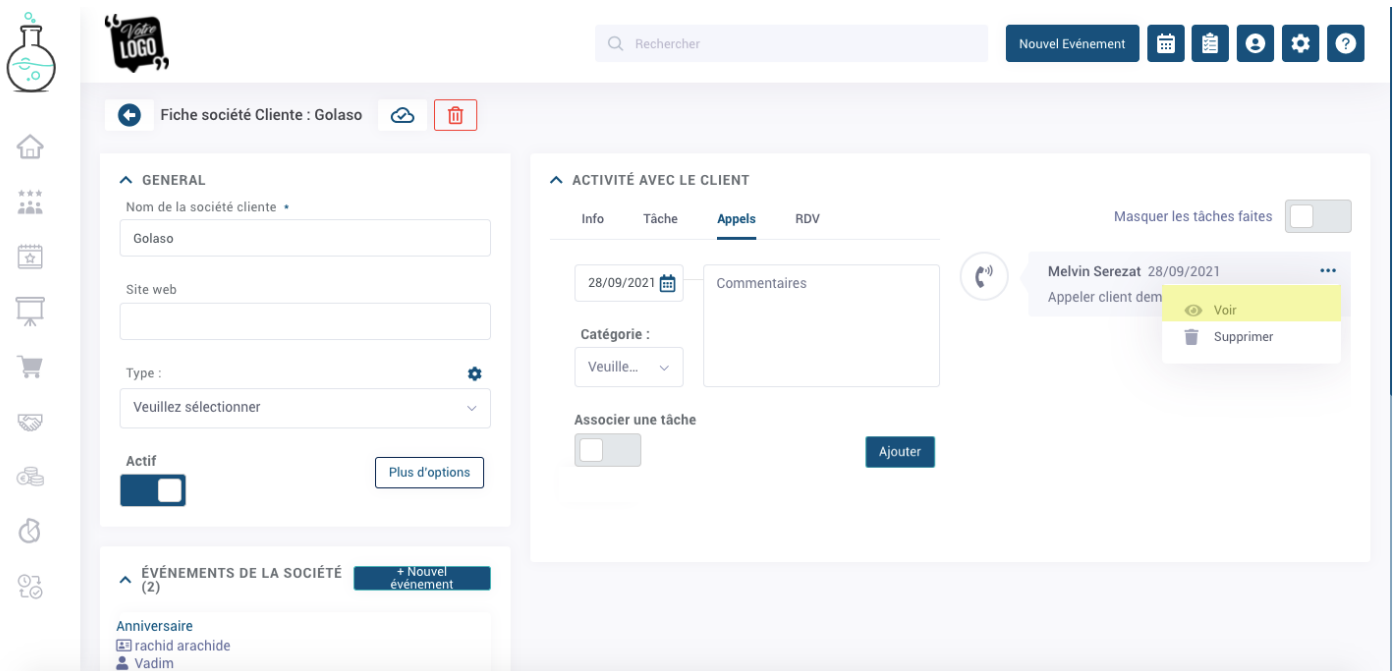 Votre
LOGO
Rechercher
Nouvel Evénement
Fiche société Cliente : Golaso
GENERAL
Nom de la société cliente •
Golaso
Site web
Type :
Veuillez sélectionner
Actif
Plus d'options
ÉVÉNEMENTS DE LA SOCIÉTÉ
(2)
+ Nouvel
événement
Anniversaire
rachid arachide
Vadim
ACTIVITÉ AVEC LE CLIENT
Info Tâche Appels RDV
Masquer les tâches faites
28/09/2021
Commentaires
Catégorie :
Veuille...
Associer une tâche
Ajouter
Melvin Serezat 28/09/2021
Appeler client dem
Voir
Supprimer